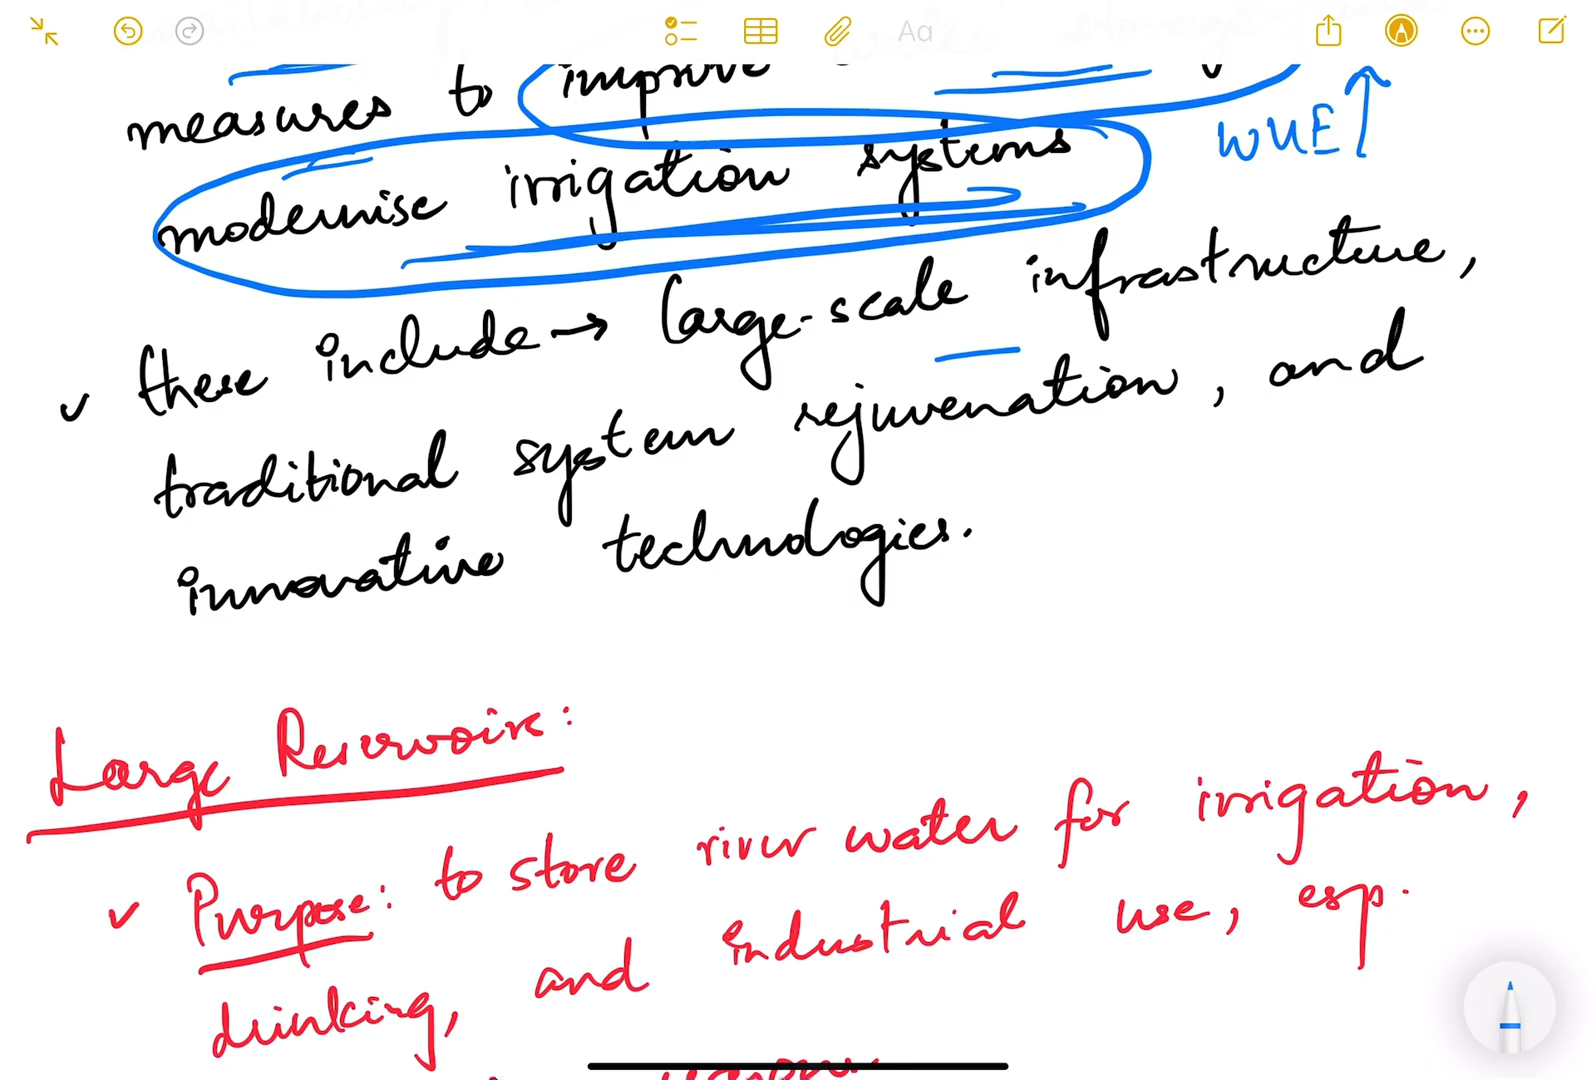 Aa
measures to improve
WUE↑
modernise irrigation systems
✓ these include → large-scale infrastructure,
traditional system rejuvenation, and
innovative technologies.
Large Reservoirs:
✓ Purpose: to store river water for irrigation,
drinking, and industrial use, esp.